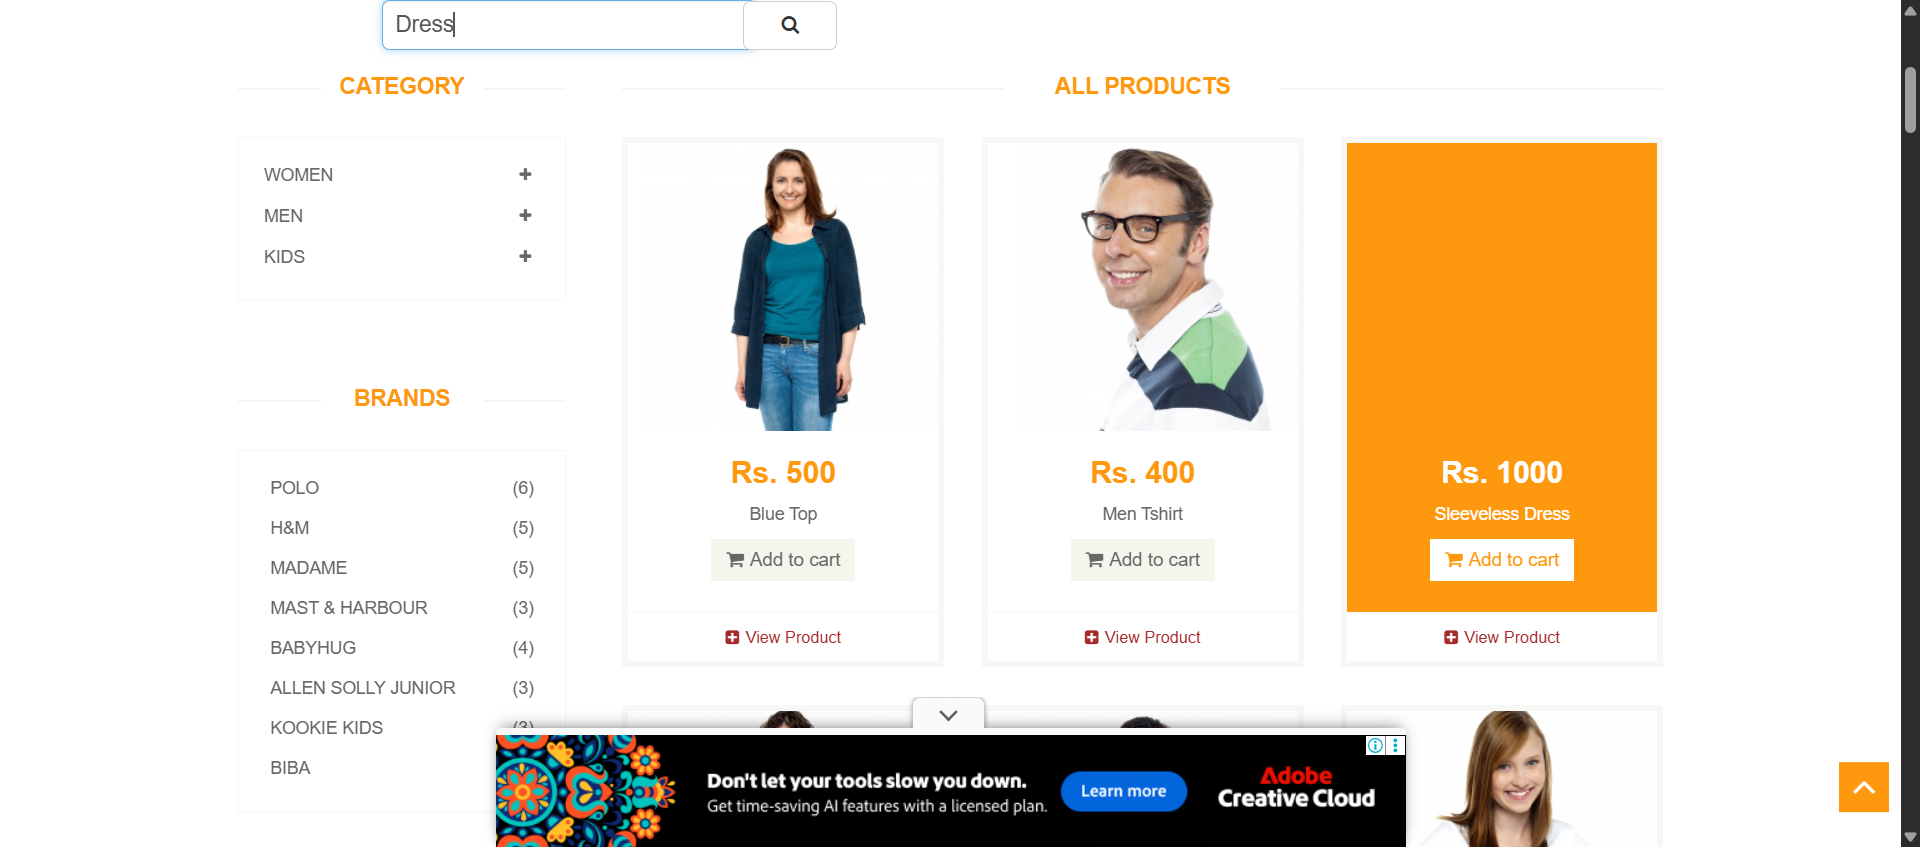 Dress
CATEGORY
WOMEN
MEN
KIDS
BRANDS
POLO (6)
H&M (5)
MADAME (5)
MAST & HARBOUR (3)
BABYHUG (4)
ALLEN SOLLY JUNIOR (3)
KOOKIE KIDS (3)
BIBA
ALL PRODUCTS
Rs. 500
Blue Top
Add to cart
View Product
Rs. 400
Men Tshirt
Add to cart
View Product
Rs. 1000
Sleeveless Dress
Add to cart
View Product
Don't let your tools slow you down.
Get time-saving AI features with a licensed plan.
Learn more
Adobe
Creative Cloud